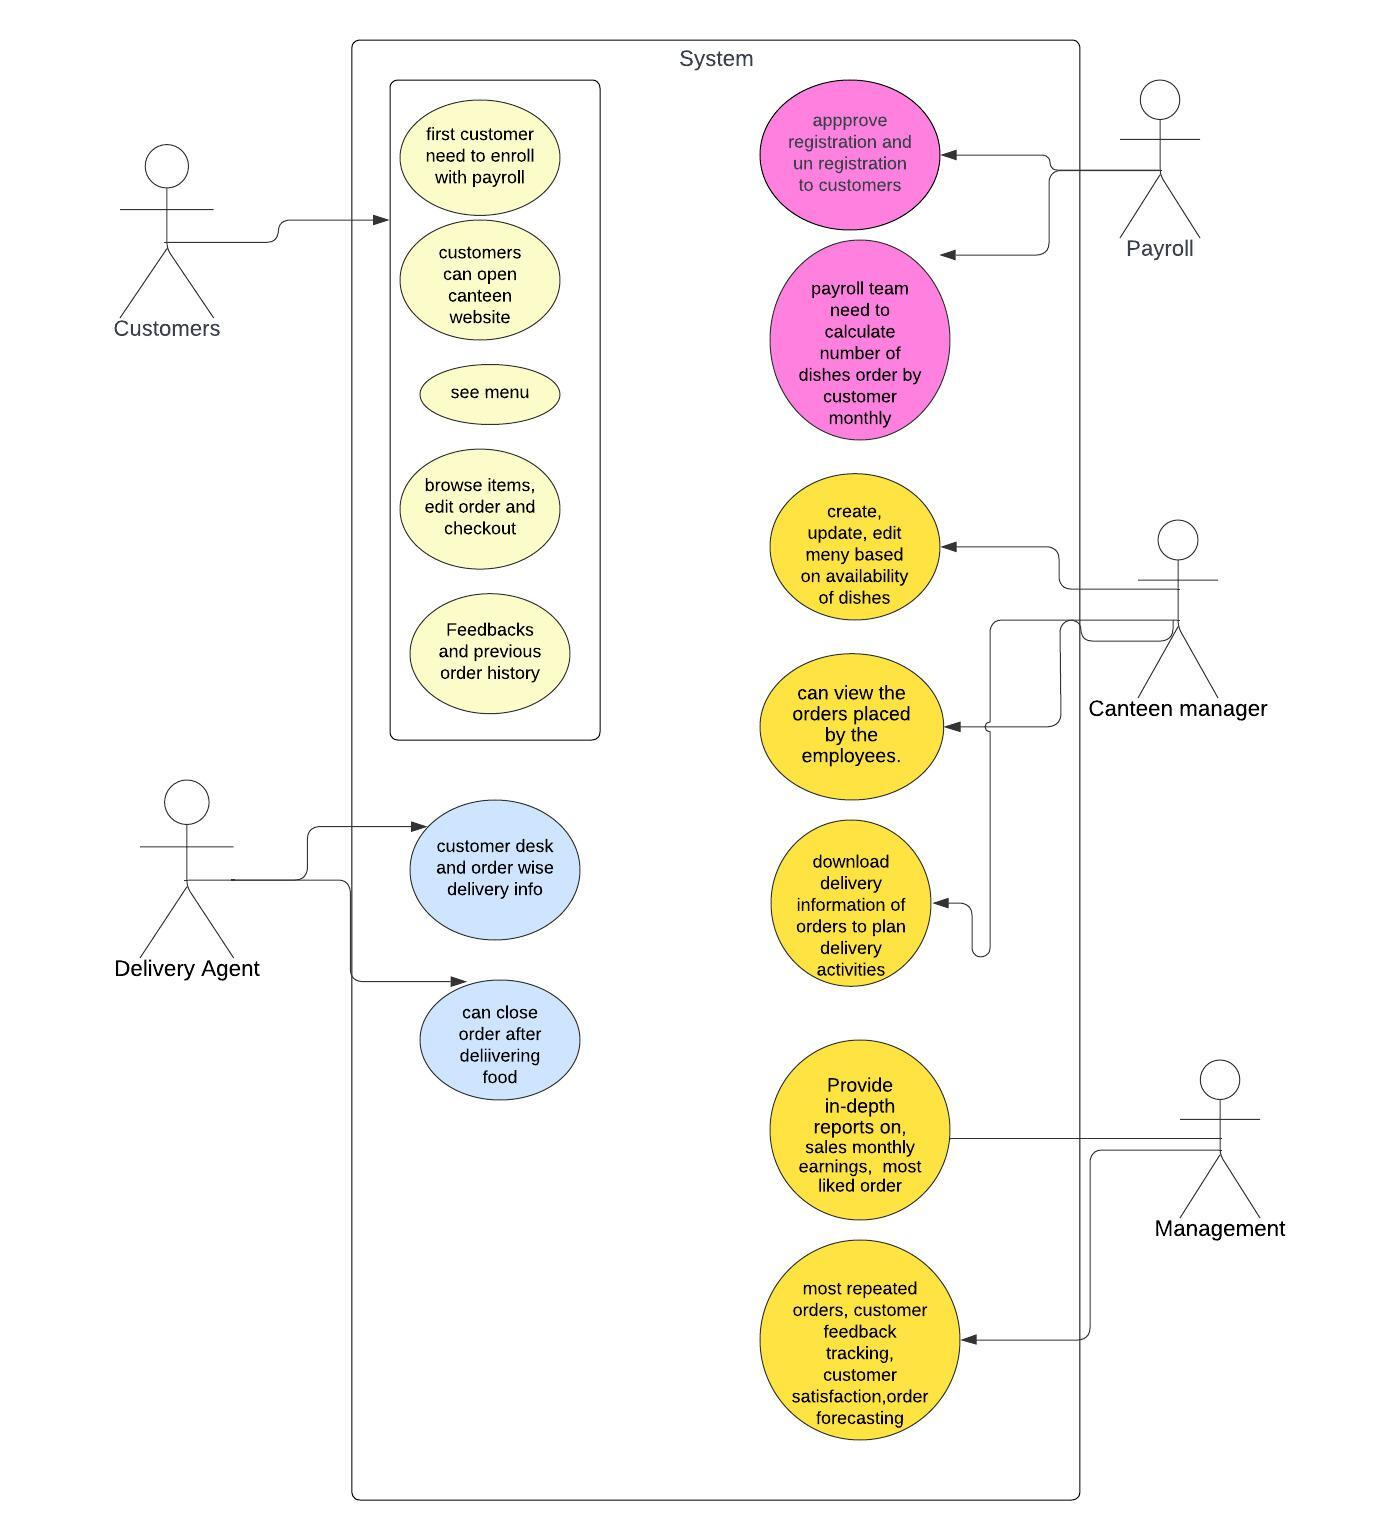 System
first customer
need to enroll
with payroll
customers
can open
canteen
website
see menu
browse items,
edit order and
checkout
Feedbacks
and previous
order history
Customers
customer desk
and order wise
delivery info
can close
order after
deliivering
food
Delivery Agent
appprove
registration and
un registration
to customers
payroll team
need to
calculate
number of
dishes order by
customer
monthly
Payroll
create,
update, edit
meny based
on availability
of dishes
can view the
orders placed
by the
employees.
download
delivery
information of
orders to plan
delivery
activities
Canteen manager
Provide
in-depth
reports on,
sales monthly
earnings,  most
liked order
most repeated
orders, customer
feedback
tracking,
customer
satisfaction,order
forecasting
Management